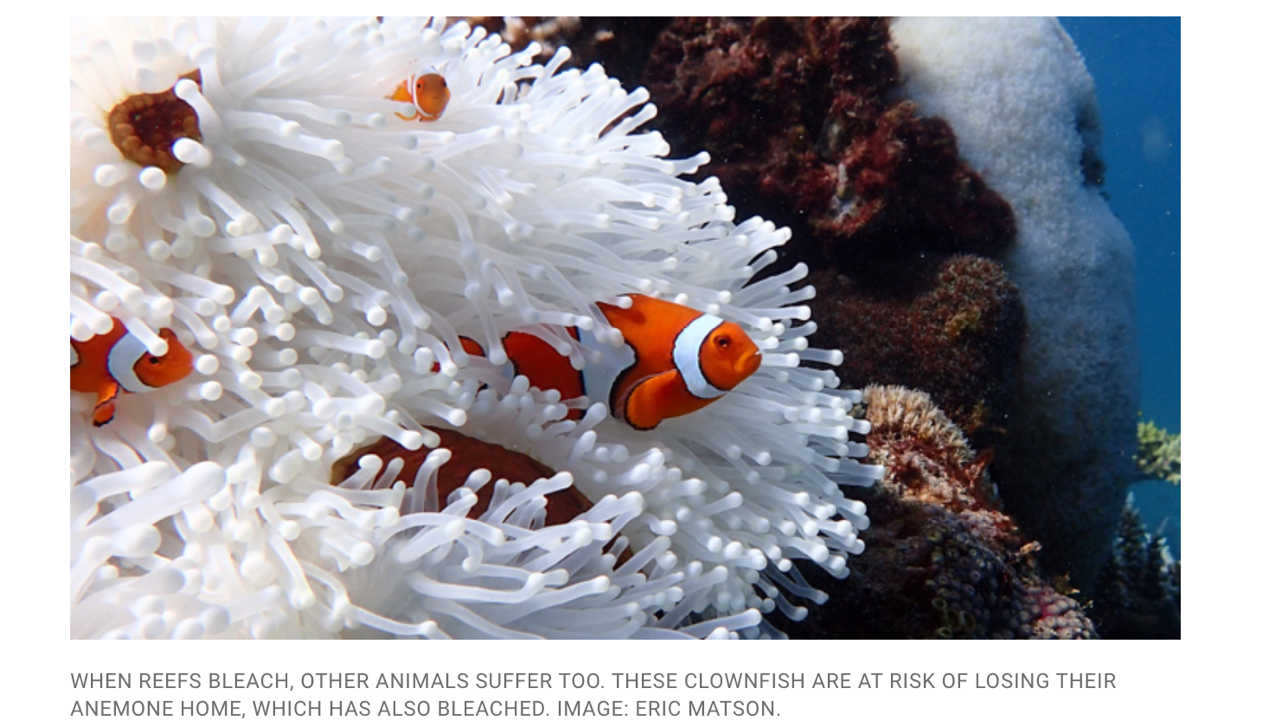 WHEN REEFS BLEACH, OTHER ANIMALS SUFFER TOO. THESE CLOWNFISH ARE AT RISK OF LOSING THEIR
ANEMONE HOME, WHICH HAS ALSO BLEACHED. IMAGE: ERIC MATSON.